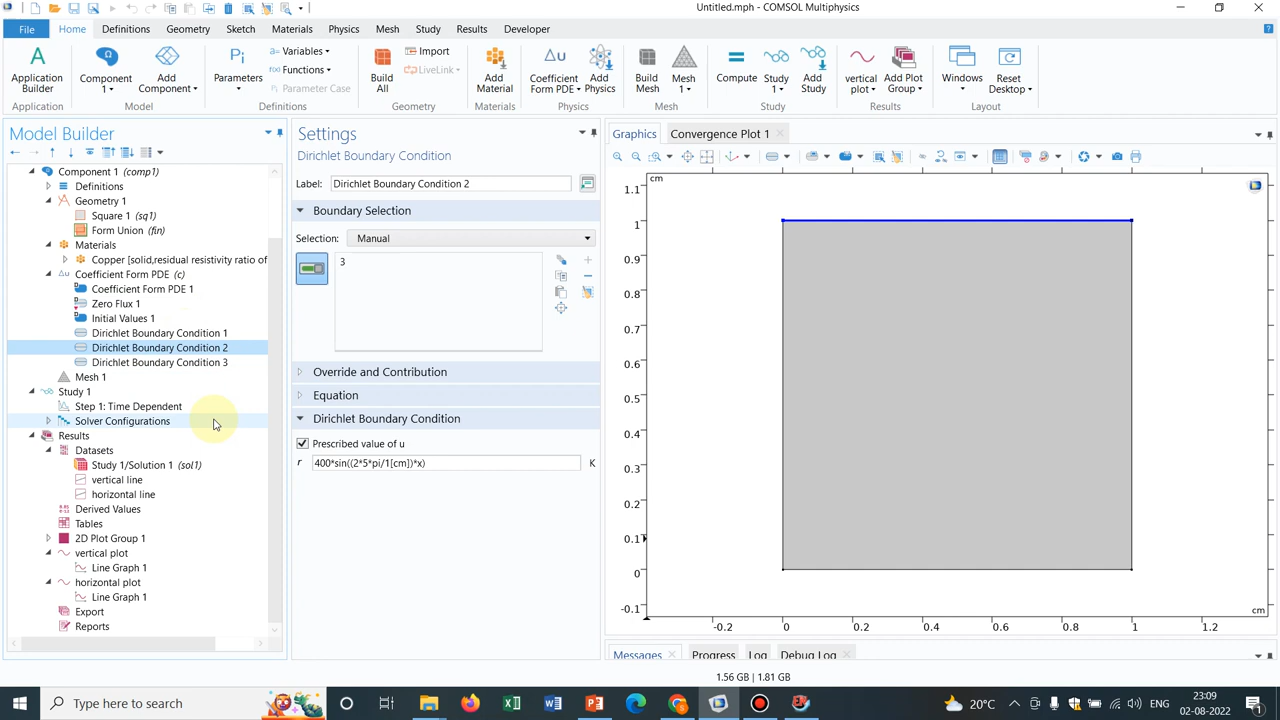 Untitled.mph - COMSOL Multiphysics
File Home Definitions Geometry Sketch Materials Physics Mesh Study Results Developer
Application Builder
Component 1
Add Component
Parameters
a= Variables
f(x) Functions
Pi Parameter Case
Build All
Import
LiveLink
Add Material
Coefficient Form PDE
Add Physics
Build Mesh
Mesh 1
Compute
Study 1
Add Study
vertical plot
Add Plot Group
Windows
Reset Desktop
Application Model Definitions Geometry Materials Physics Mesh Study Results Layout
Model Builder
Component 1 (comp1)
Definitions
Geometry 1
Square 1 (sq1)
Form Union (fin)
Materials
Copper [solid,residual resistivity ratio of
Coefficient Form PDE (c)
Coefficient Form PDE 1
Zero Flux 1
Initial Values 1
Dirichlet Boundary Condition 1
Dirichlet Boundary Condition 2
Dirichlet Boundary Condition 3
Mesh 1
Study 1
Step 1: Time Dependent
Solver Configurations
Results
Datasets
Study 1/Solution 1 (sol1)
vertical line
horizontal line
Derived Values
Tables
2D Plot Group 1
vertical plot
Line Graph 1
horizontal plot
Line Graph 1
Export
Reports
Settings
Dirichlet Boundary Condition
Label: Dirichlet Boundary Condition 2
Boundary Selection
Selection: Manual
3
Override and Contribution
Equation
Dirichlet Boundary Condition
Prescribed value of u
r 400*sin((2*5*pi/1[cm])*x) K
Graphics Convergence Plot 1
cm
1.1
1
0.9
0.8
0.7
0.6
0.5
0.4
0.3
0.2
0.1
0
-0.1
-0.2 0 0.2 0.4 0.6 0.8 1 1.2
cm
Messages Progress Log Debug Log
1.56 GB | 1.81 GB
Type here to search
20°C
ENG
23:09
02-08-2022